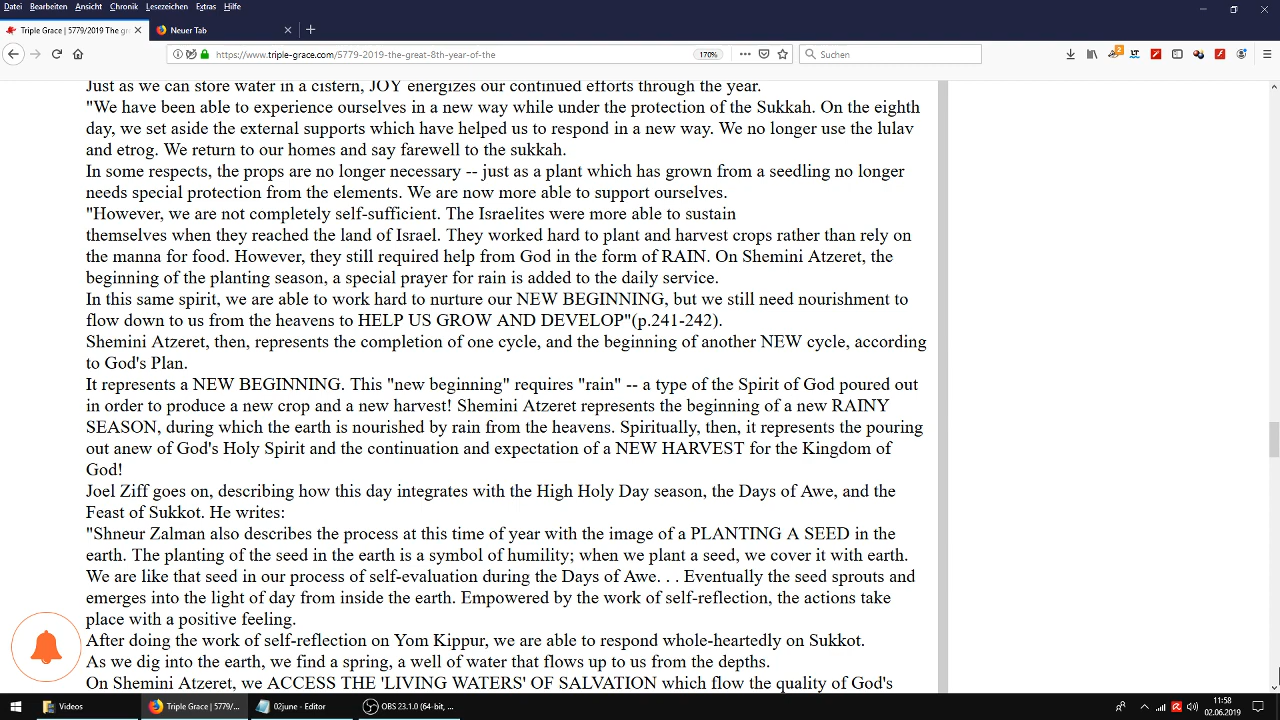 Datei Bearbeiten Ansicht Chronik Lesezeichen Extras Hilfe
Triple Grace | 5779/2019 The gr
Neuer Tab
https://www.triple-grace.com/5779-2019-the-great-8th-year-of-the
170%
Suchen
2
Just as we can store water in a cistern, JOY energizes our continued efforts through the year.
"We have been able to experience ourselves in a new way while under the protection of the Sukkah. On the eighth
day, we set aside the external supports which have helped us to respond in a new way. We no longer use the lulav
and etrog. We return to our homes and say farewell to the sukkah.
In some respects, the props are no longer necessary -- just as a plant which has grown from a seedling no longer
needs special protection from the elements. We are now more able to support ourselves.
"However, we are not completely self-sufficient. The Israelites were more able to sustain
themselves when they reached the land of Israel. They worked hard to plant and harvest crops rather than rely on
the manna for food. However, they still required help from God in the form of RAIN. On Shemini Atzeret, the
beginning of the planting season, a special prayer for rain is added to the daily service.
In this same spirit, we are able to work hard to nurture our NEW BEGINNING, but we still need nourishment to
flow down to us from the heavens to HELP US GROW AND DEVELOP"(p.241-242).
Shemini Atzeret, then, represents the completion of one cycle, and the beginning of another NEW cycle, according
to God's Plan.
It represents a NEW BEGINNING. This "new beginning" requires "rain" -- a type of the Spirit of God poured out
in order to produce a new crop and a new harvest! Shemini Atzeret represents the beginning of a new RAINY
SEASON, during which the earth is nourished by rain from the heavens. Spiritually, then, it represents the pouring
out anew of God's Holy Spirit and the continuation and expectation of a NEW HARVEST for the Kingdom of
God!
Joel Ziff goes on, describing how this day integrates with the High Holy Day season, the Days of Awe, and the
Feast of Sukkot. He writes:
"Shneur Zalman also describes the process at this time of year with the image of a PLANTING A SEED in the
earth. The planting of the seed in the earth is a symbol of humility; when we plant a seed, we cover it with earth.
We are like that seed in our process of self-evaluation during the Days of Awe. . . Eventually the seed sprouts and
emerges into the light of day from inside the earth. Empowered by the work of self-reflection, the actions take
place with a positive feeling.
After doing the work of self-reflection on Yom Kippur, we are able to respond whole-heartedly on Sukkot.
As we dig into the earth, we find a spring, a well of water that flows up to us from the depths.
On Shemini Atzeret, we ACCESS THE 'LIVING WATERS' OF SALVATION which flow the quality of God's
Videos
Triple Grace | 5779/...
02june - Editor
OBS 23.1.0 (64-bit, ...
11:58
02.06.2019